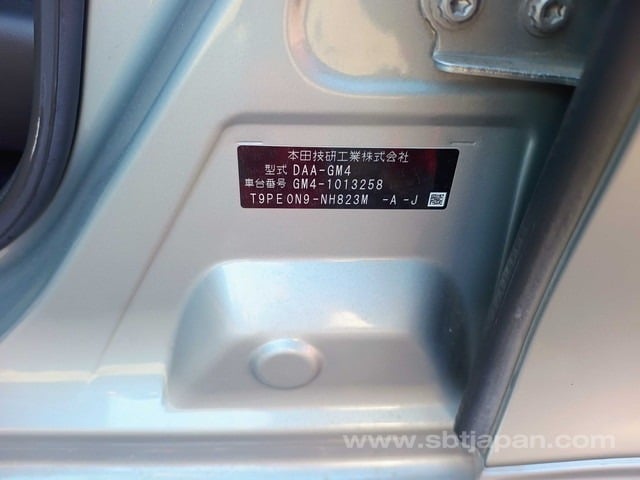 本田技研工業株式会社
型式 DAA-GM4
車台番号 GM4-1013258
T9PE0N9-NH823M -A -J
www.sbtjapan.com